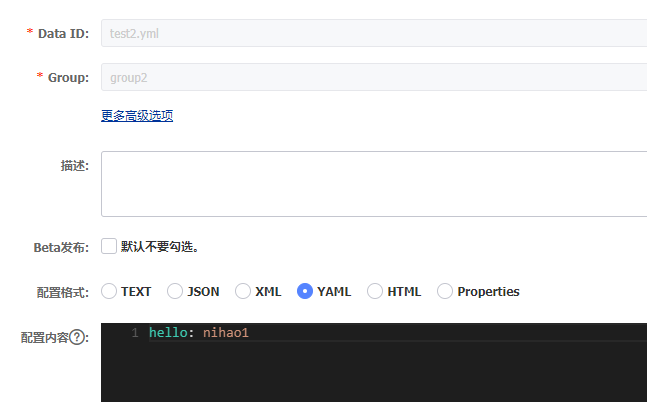 * Data ID: test2.yml
* Group: group2
更多高级选项
描述:
Beta发布: 默认不要勾选。
配置格式: TEXT JSON XML YAML HTML Properties
配置内容?: 1 hello: nihao1